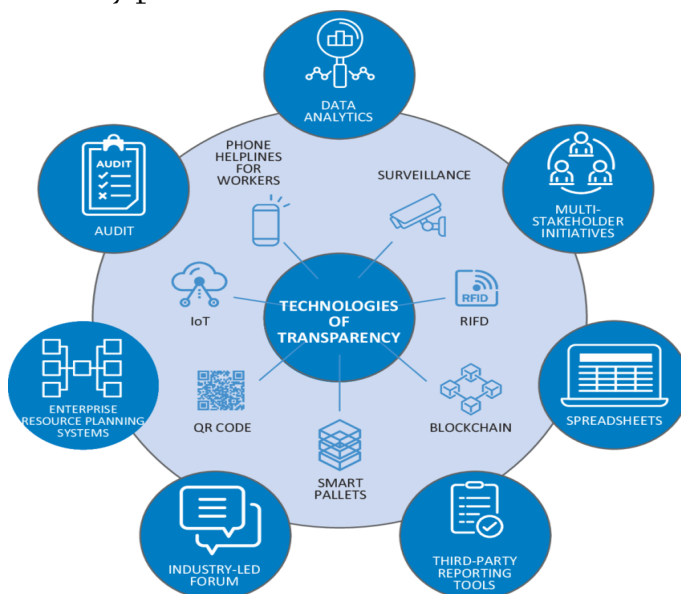 DATA
ANALYTICS
PHONE
HELPLINES
FOR
WORKERS
SURVEILLANCE
AUDIT
AUDIT
MULTI-
STAKEHOLDER
INITIATIVES
IoT
TECHNOLOGIES
OF
TRANSPARENCY
RFID
RIFD
ENTERPRISE
RESOURCE PLANNING
SYSTEMS
QR CODE
BLOCKCHAIN
SPREADSHEETS
SMART
PALLETS
INDUSTRY-LED
FORUM
THIRD-PARTY
REPORTING
TOOLS